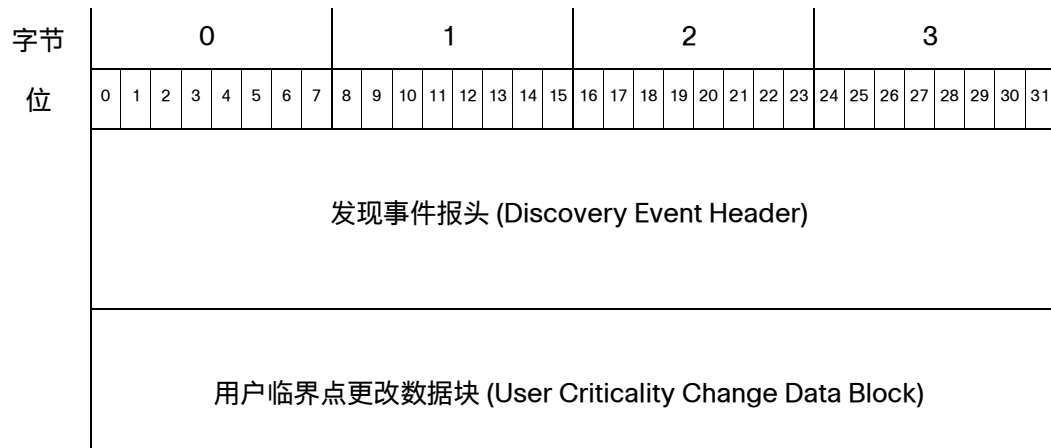 字节 0 1 2 3
位 0 1 2 3 4 5 6 7 8 9 10 11 12 13 14 15 16 17 18 19 20 21 22 23 24 25 26 27 28 29 30 31
发现事件报头 (Discovery Event Header)
用户临界点更改数据块 (User Criticality Change Data Block)